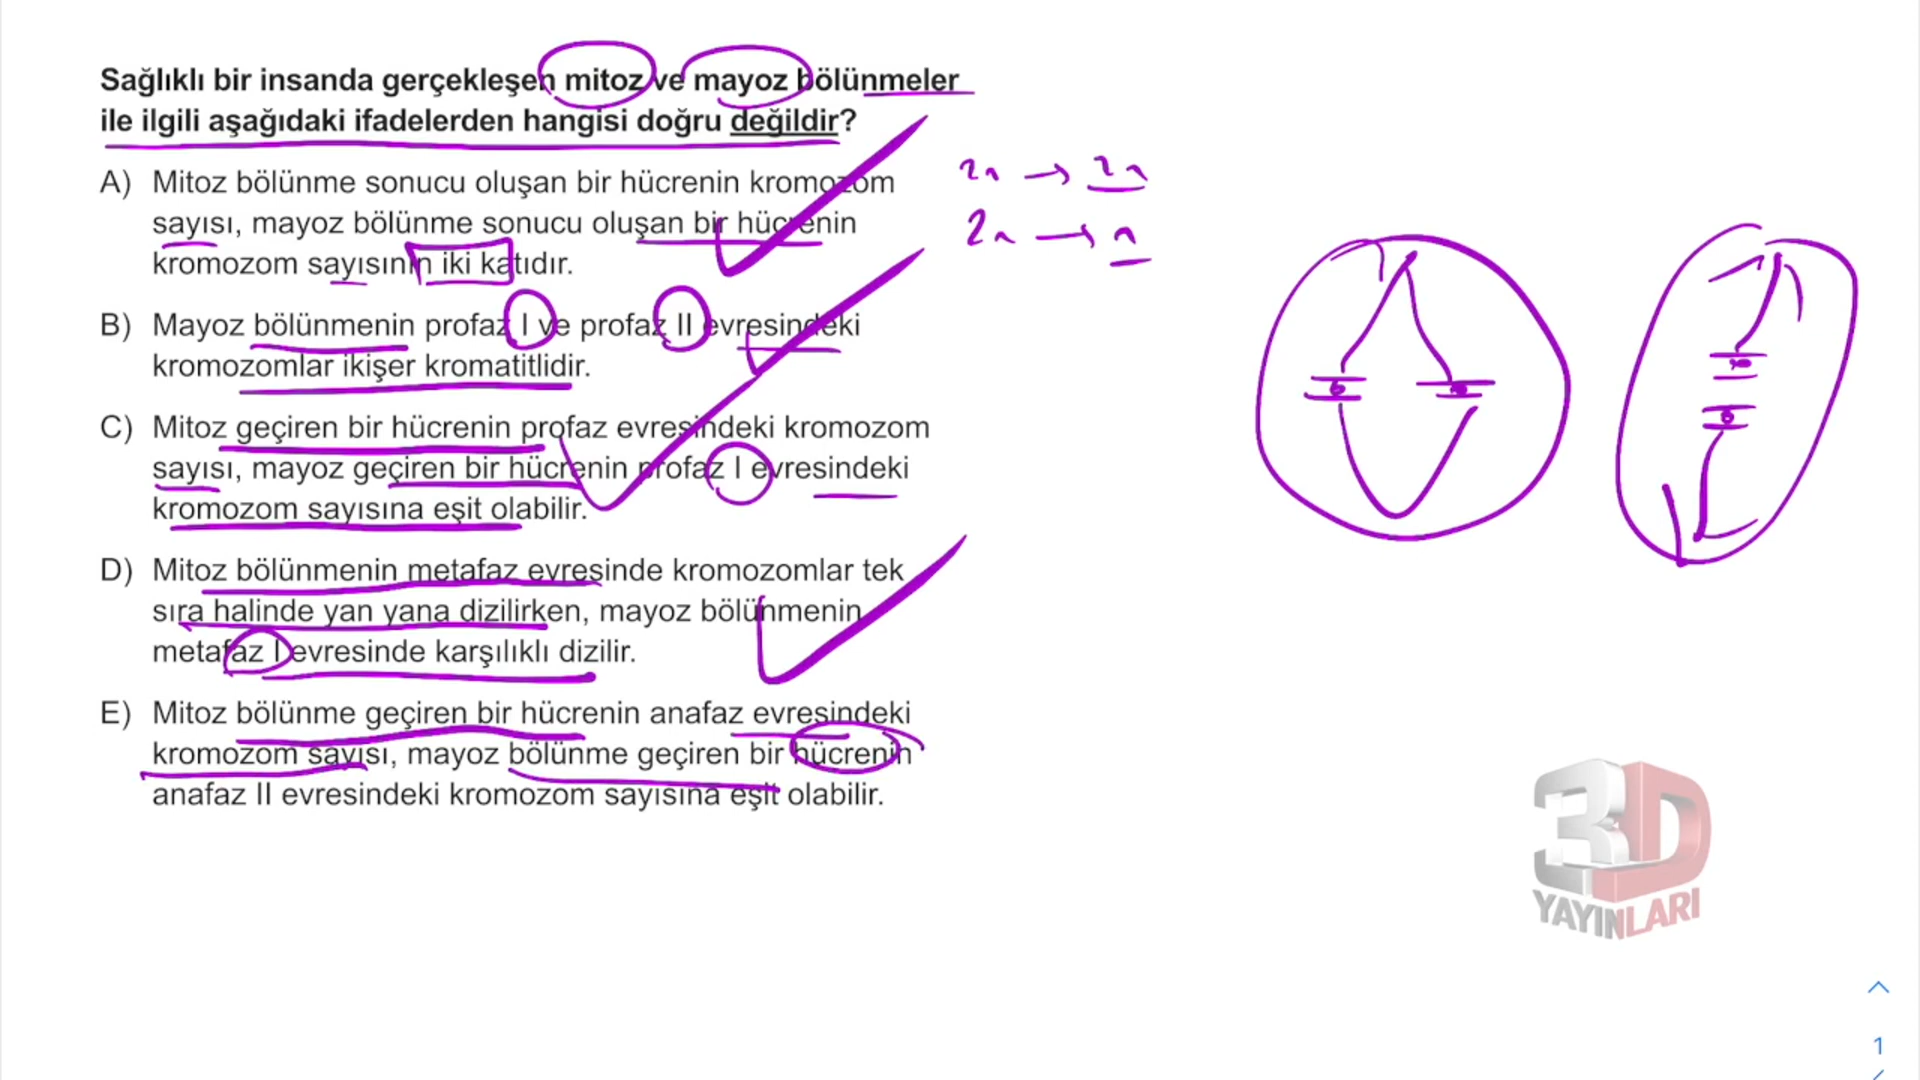 Sağlıklı bir insanda gerçekleşen mitoz ve mayoz bölünmeler
ile ilgili aşağıdaki ifadelerden hangisi doğru değildir?
A) Mitoz bölünme sonucu oluşan bir hücrenin kromozom
sayısı, mayoz bölünme sonucu oluşan bir hücrenin
kromozom sayısının iki katıdır.
2n → 2n
2n → n
B) Mayoz bölünmenin profaz I ve profaz II evresindeki
kromozomlar ikişer kromatitlidir.
C) Mitoz geçiren bir hücrenin profaz evresindeki kromozom
sayısı, mayoz geçiren bir hücrenin profaz I evresindeki
kromozom sayısına eşit olabilir.
D) Mitoz bölünmenin metafaz evresinde kromozomlar tek
sıra halinde yan yana dizilirken, mayoz bölünmenin
metafaz I evresinde karşılıklı dizilir.
E) Mitoz bölünme geçiren bir hücrenin anafaz evresindeki
kromozom sayısı, mayoz bölünme geçiren bir hücrenin
anafaz II evresindeki kromozom sayısına eşit olabilir.
3D
YAYINLARI
1